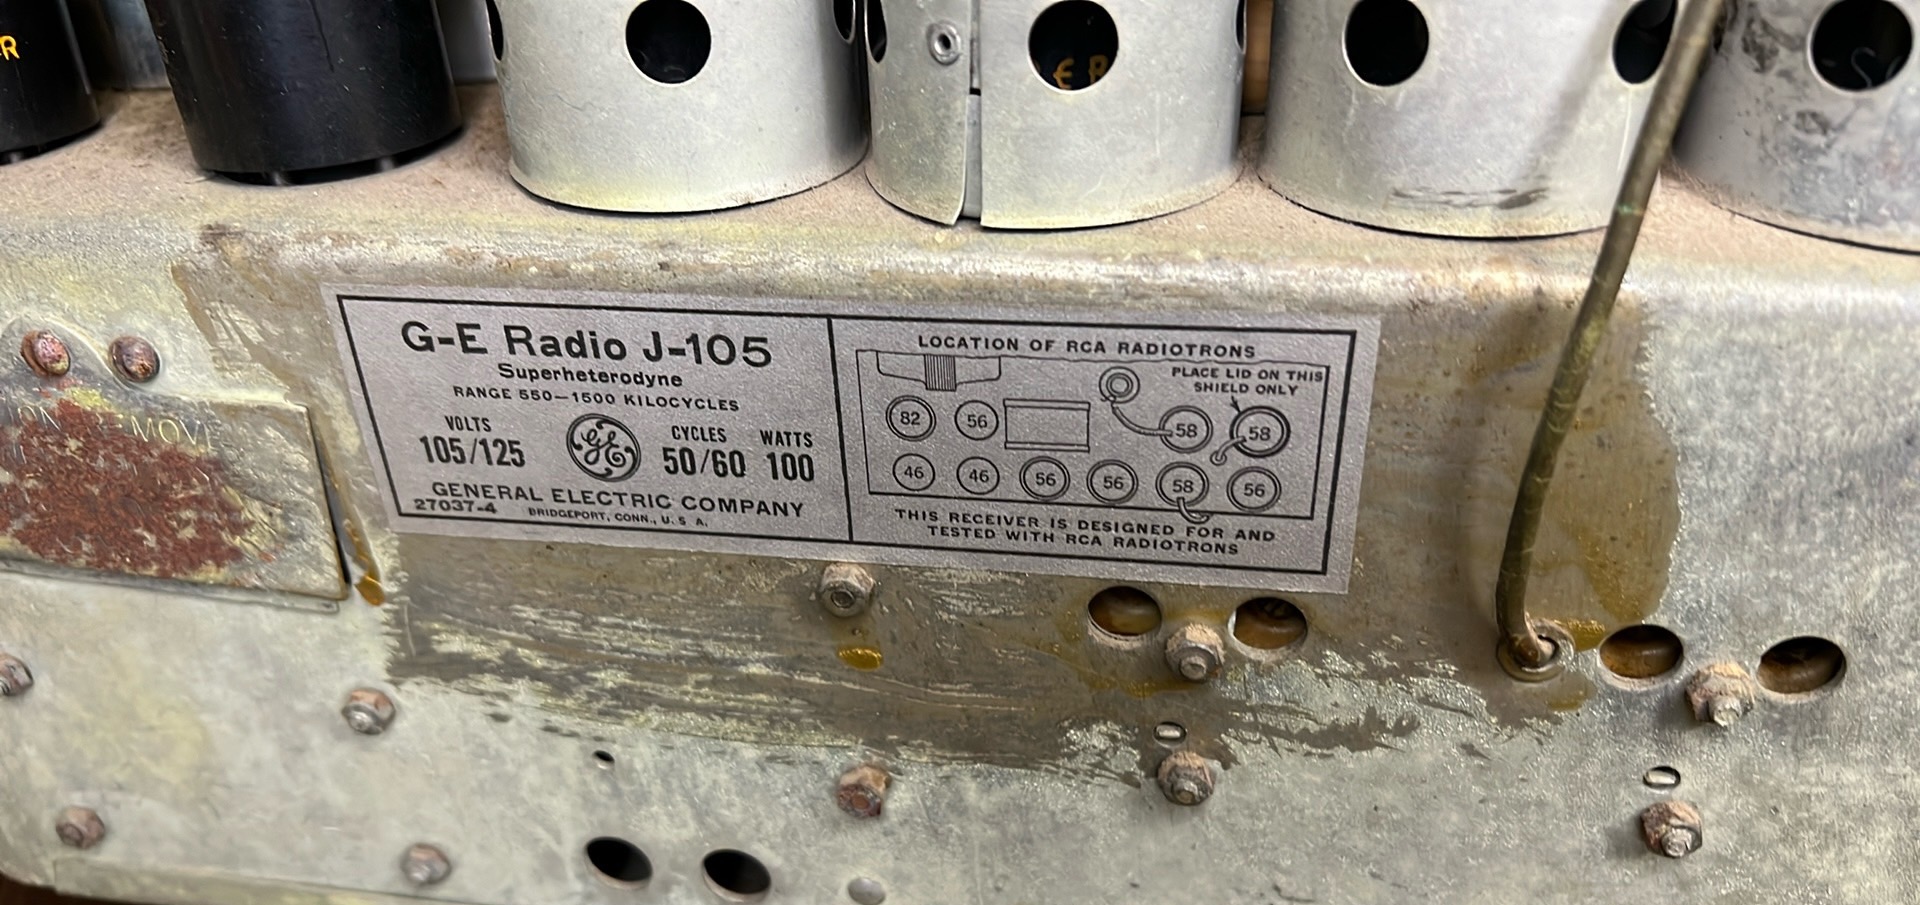 R
E R
G-E Radio J-105
Superheterodyne
RANGE 550—1500 KILOCYCLES
VOLTS
105/125
GE
CYCLES
50/60
WATTS
100
GENERAL ELECTRIC COMPANY
27037-4 BRIDGEPORT, CONN., U. S. A.
LOCATION OF RCA RADIOTRONS
PLACE LID ON THIS
SHIELD ONLY
82 56 58 58
46 46 56 56 58 56
THIS RECEIVER IS DESIGNED FOR AND
TESTED WITH RCA RADIOTRONS